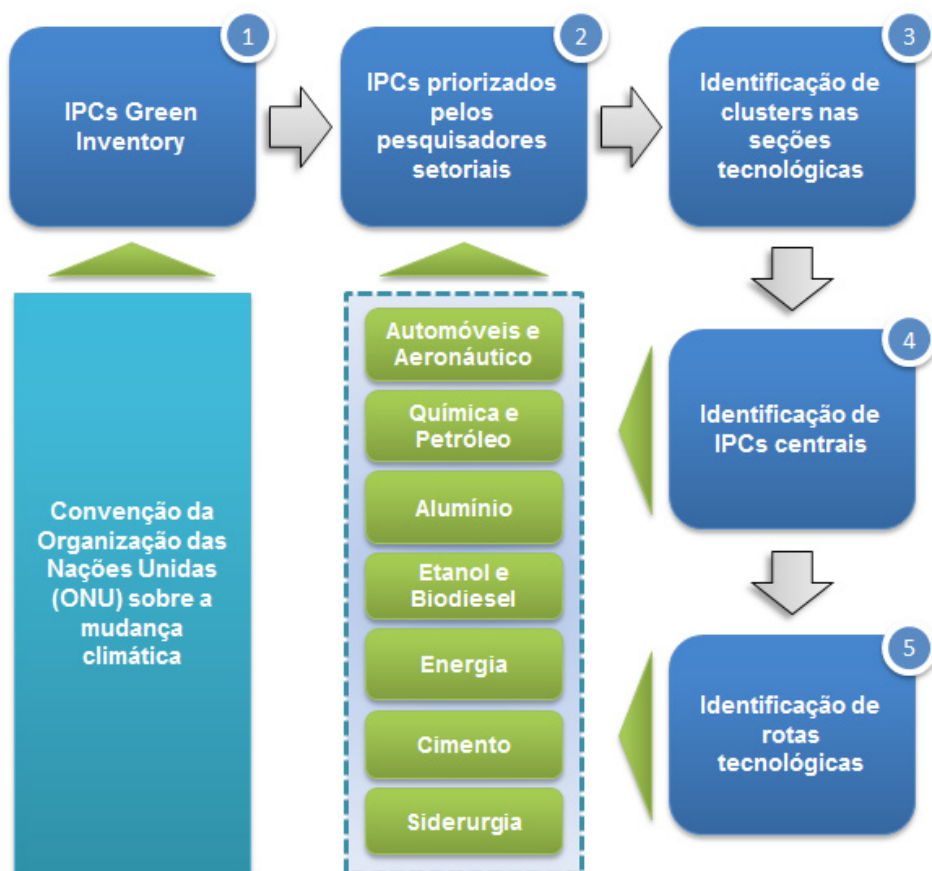 1
IPCs Green
Inventory
2
IPCs priorizados
pelos
pesquisadores
setoriais
3
Identificação de
clusters nas
seções
tecnológicas
Convenção da
Organização das
Nações Unidas
(ONU) sobre a
mudança
climática
Automóveis e
Aeronáutico
Química e
Petróleo
Alumínio
Etanol e
Biodiesel
Energia
Cimento
Siderurgia
4
Identificação de
IPCs centrais
5
Identificação de
rotas
tecnológicas